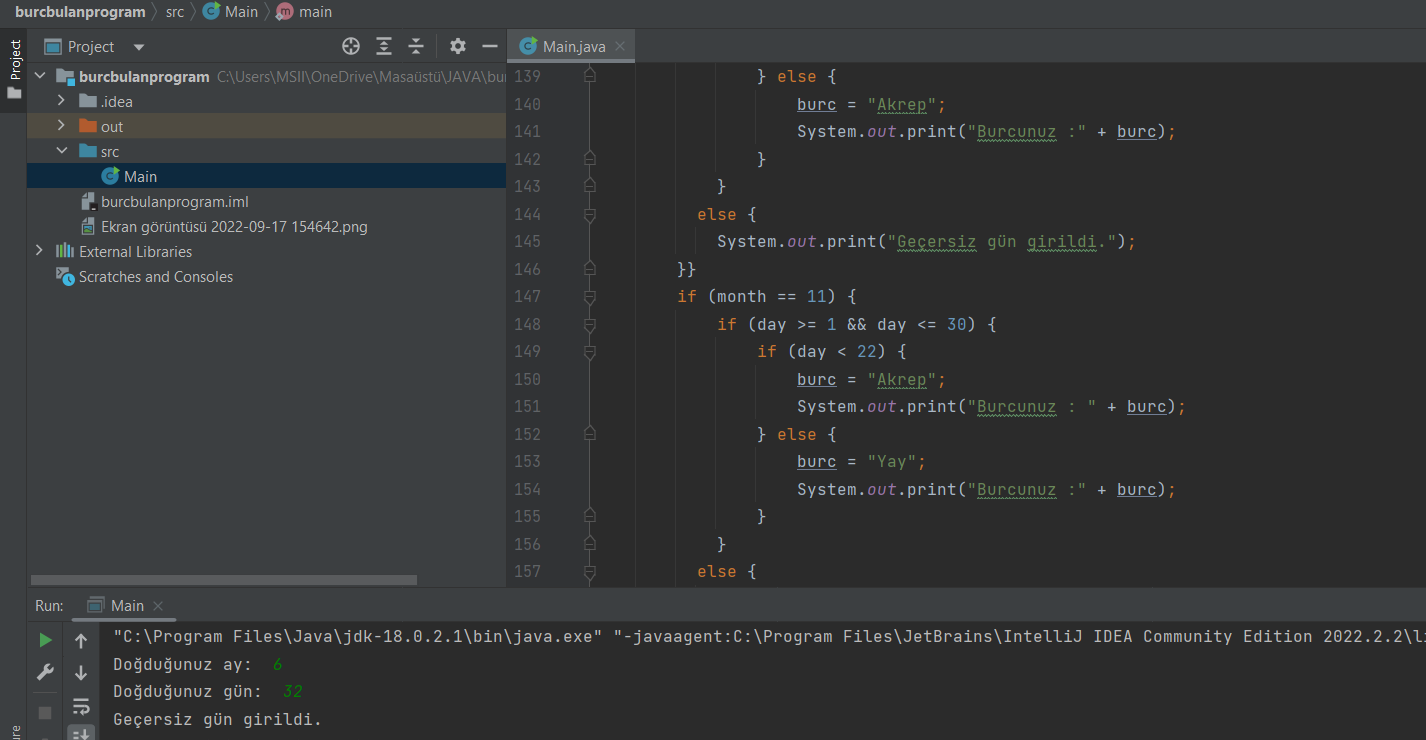 burcbulanprogram src Main main
Project
Project
Main.java
burcbulanprogram C:\Users\MSII\OneDrive\Masaüstü\JAVA\bu
.idea
out
src
Main
burcbulanprogram.iml
Ekran görüntüsü 2022-09-17 154642.png
External Libraries
Scratches and Consoles
139 } else {
140 burc = "Akrep";
141 System.out.print("Burcunuz :" + burc);
142 }
143 }
144 else {
145 System.out.print("Geçersiz gün girildi.");
146 }}
147 if (month == 11) {
148 if (day >= 1 && day <= 30) {
149 if (day < 22) {
150 burc = "Akrep";
151 System.out.print("Burcunuz : " + burc);
152 } else {
153 burc = "Yay";
154 System.out.print("Burcunuz :" + burc);
155 }
156 }
157 else {
Run: Main
"C:\Program Files\Java\jdk-18.0.2.1\bin\java.exe" "-javaagent:C:\Program Files\JetBrains\IntelliJ IDEA Community Edition 2022.2.2\li
Doğduğunuz ay: 6
Doğduğunuz gün: 32
Geçersiz gün girildi.